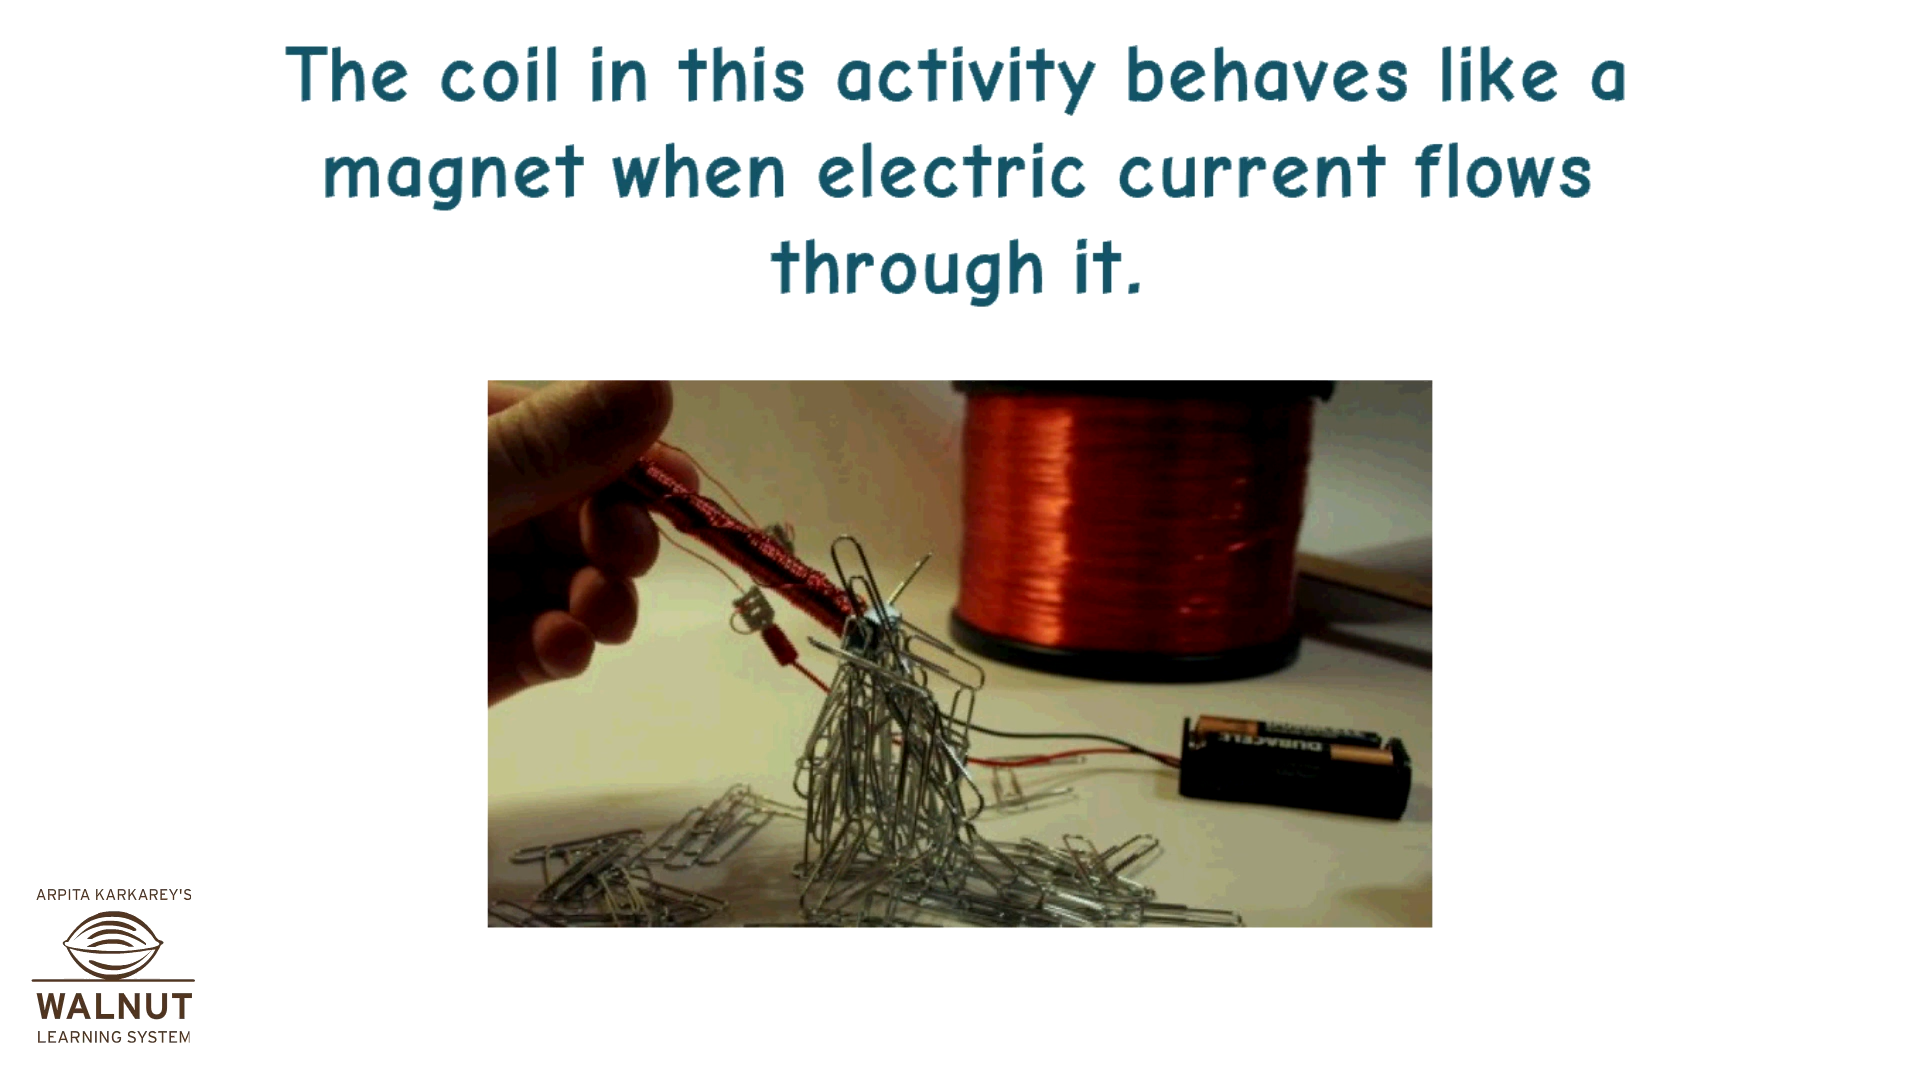 The coil in this activity behaves like a
magnet when electric current flows
through it.
DURACELL
ARPITA KARKAREY'S
WALNUT
LEARNING SYSTEM